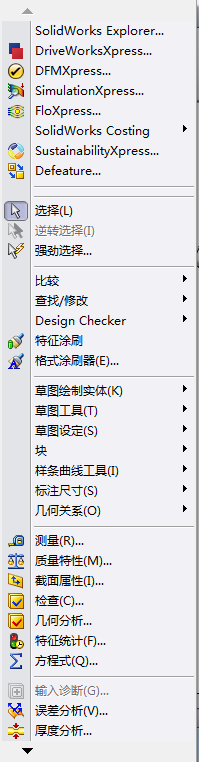 SolidWorks Explorer...
DriveWorksXpress...
DFMXpress...
SimulationXpress...
FloXpress...
SolidWorks Costing
SustainabilityXpress...
Defeature...
选择(L)
逆转选择(I)
强劲选择...
比较
查找/修改
Design Checker
特征涂刷
格式涂刷器(E)...
草图绘制实体(K)
草图工具(T)
草图设定(S)
块
样条曲线工具(I)
标注尺寸(S)
几何关系(O)
测量(R)...
质量特性(M)...
截面属性(I)...
检查(C)...
几何分析...
特征统计(F)...
方程式(Q)...
输入诊断(G)...
误差分析(V)...
厚度分析...